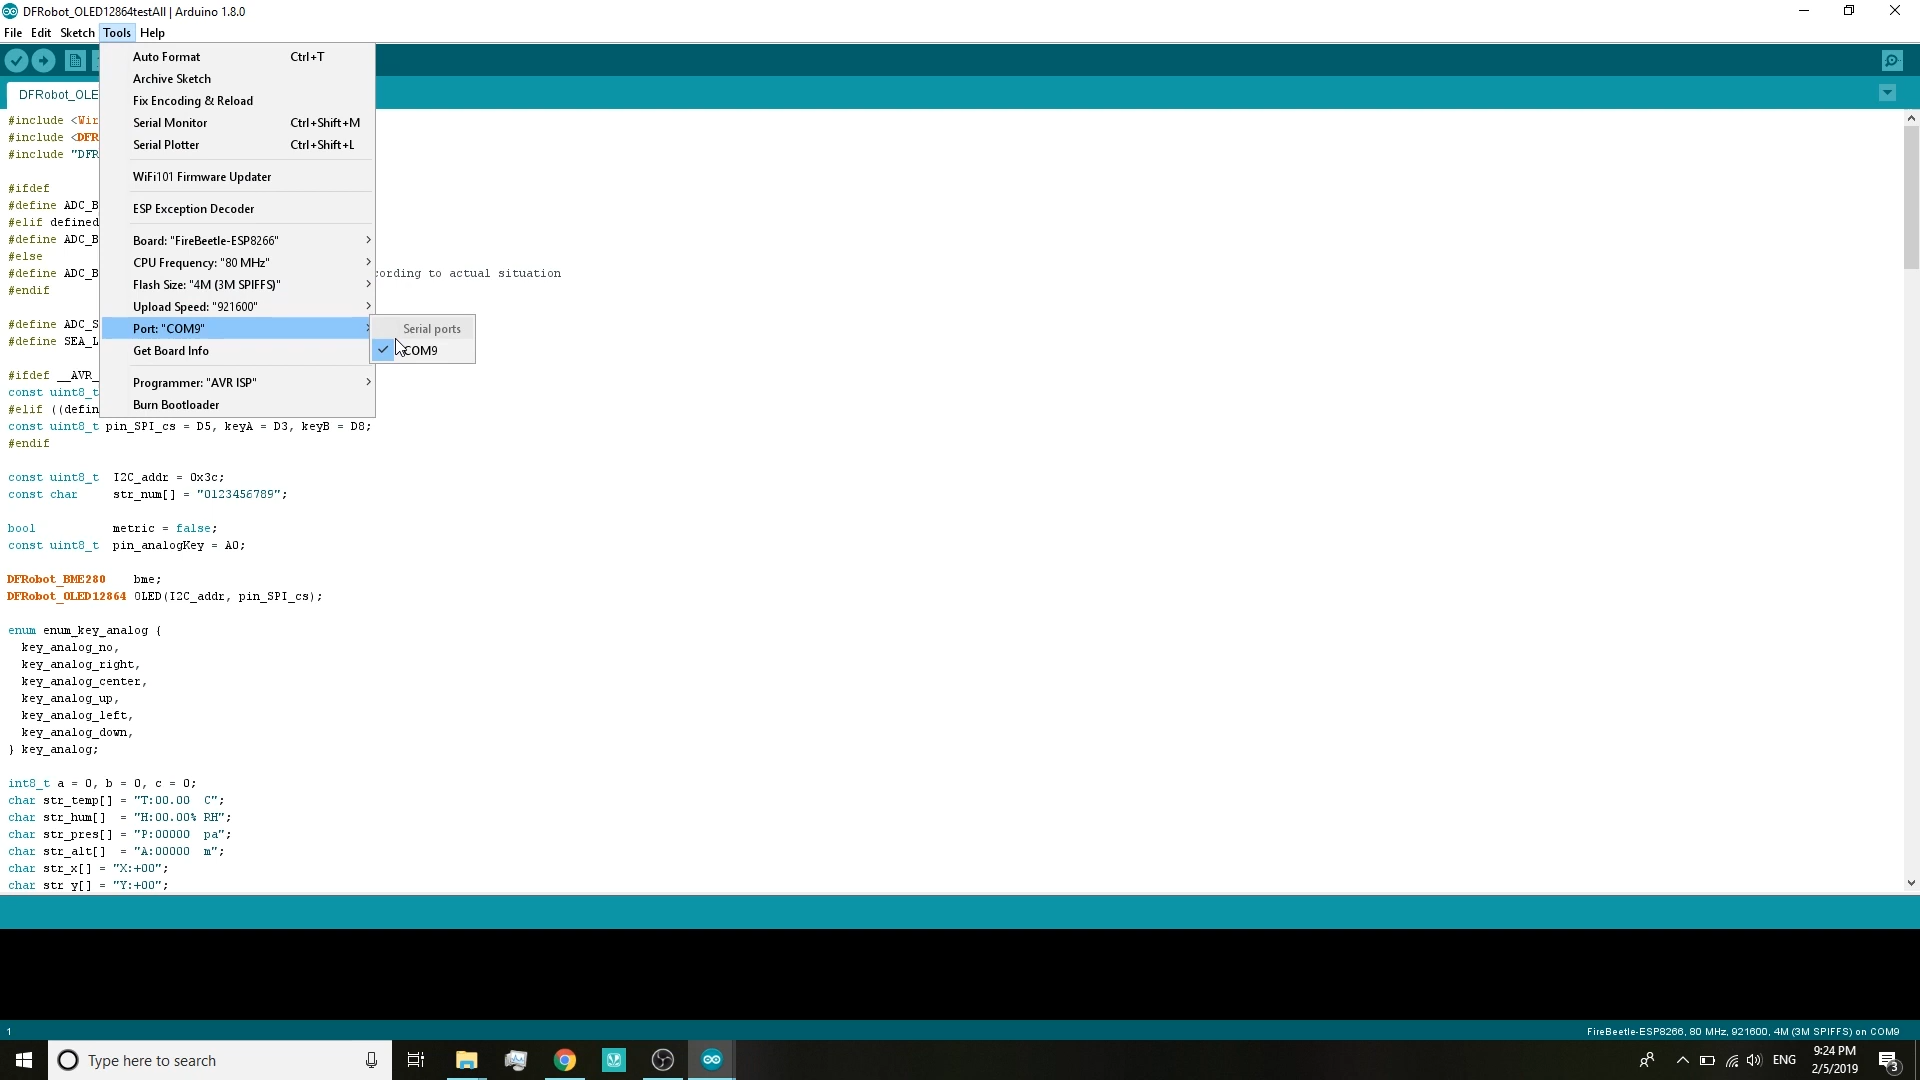 DFRobot_OLED12864testAll | Arduino 1.8.0
File Edit Sketch Tools Help
Auto Format Ctrl+T
Archive Sketch
Fix Encoding & Reload
Serial Monitor Ctrl+Shift+M
Serial Plotter Ctrl+Shift+L
WiFi101 Firmware Updater
ESP Exception Decoder
Board: "FireBeetle-ESP8266"
CPU Frequency: "80 MHz"
Flash Size: "4M (3M SPIFFS)"
Upload Speed: "921600"
Port: "COM9"
Get Board Info
Programmer: "AVR ISP"
Burn Bootloader
Serial ports
COM9
DFRobot_OLE
#include <Wir
#include <DFR
#include "DFR
#ifdef
#define ADC_B
#elif defined
#define ADC_B
#else
#define ADC_B cording to actual situation
#endif
#define ADC_S
#define SEA_L
#ifdef __AVR_
const uint8_t
#elif ((defin
const uint8_t pin_SPI_cs = D5, keyA = D3, keyB = D8;
#endif
const uint8_t I2C_addr = 0x3c;
const char str_num[] = "0123456789";
bool metric = false;
const uint8_t pin_analogKey = A0;
DFRobot_BME280 bme;
DFRobot_OLED12864 OLED(I2C_addr, pin_SPI_cs);
enum enum_key_analog {
key_analog_no,
key_analog_right,
key_analog_center,
key_analog_up,
key_analog_left,
key_analog_down,
} key_analog;
int8_t a = 0, b = 0, c = 0;
char str_temp[] = "T:00.00 C";
char str_hum[] = "H:00.00% RH";
char str_pres[] = "P:00000 pa";
char str_alt[] = "A:00000 m";
char str_x[] = "X:+00";
char str_y[] = "Y:+00";
1
FireBeetle-ESP8266, 80 MHz, 921600, 4M (3M SPIFFS) on COM9
Type here to search
ENG
9:24 PM
2/5/2019
3